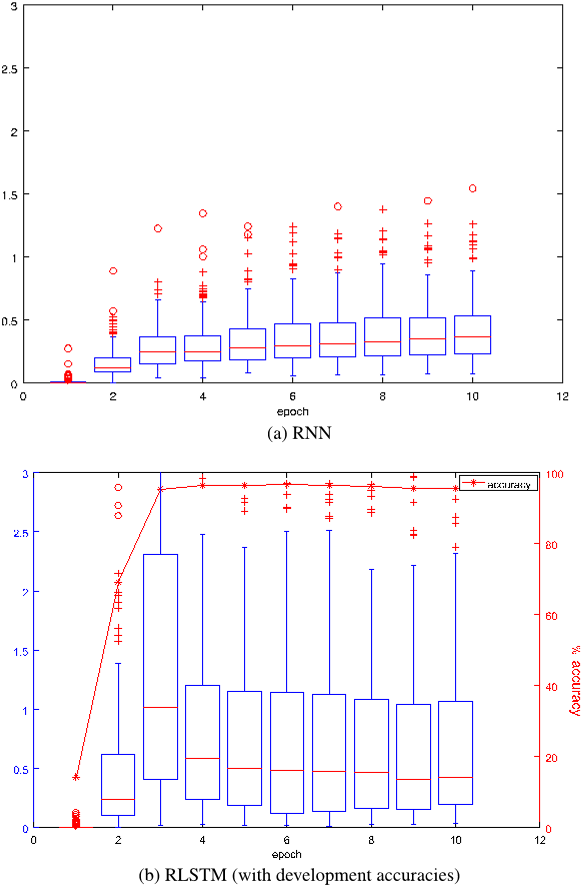 3
2.5
2
1.5
1
0.5
0
0 2 4 6 8 10 12
epoch
(a) RNN
3 100
accuracy
2.5
80
2
60
1.5
% accuracy
40
1
20
0.5
0 0
0 2 4 6 8 10 12
epoch
(b) RLSTM (with development accuracies)